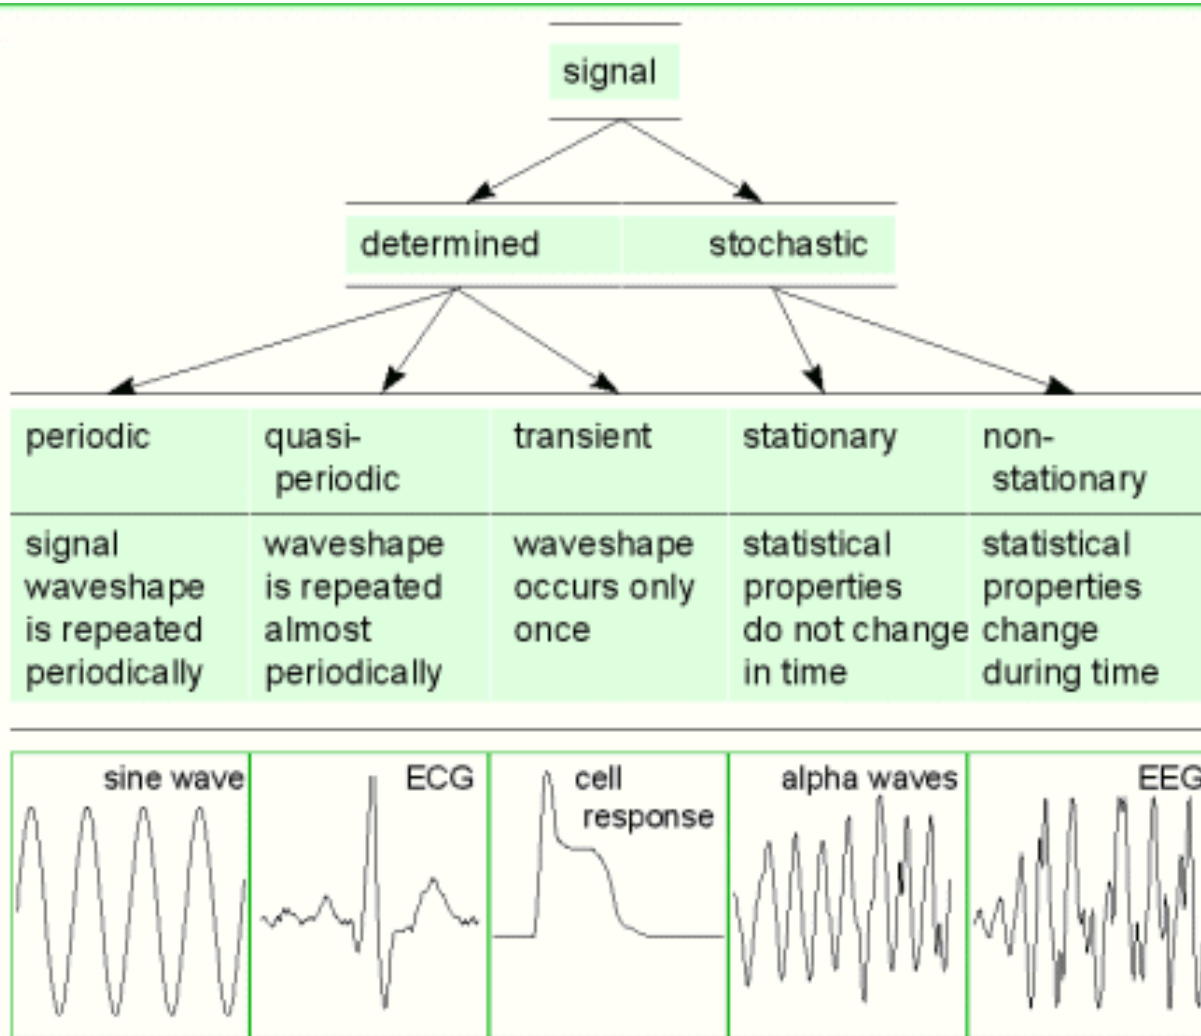 signal
determined
stochastic
periodic
quasi-
periodic
transient
stationary
non-
stationary
signal
waveshape
is repeated
periodically
waveshape
is repeated
almost
periodically
waveshape
occurs only
once
statistical
properties
do not change
in time
statistical
properties
change
during time
sine wave
ECG
cell
response
alpha waves
EEG